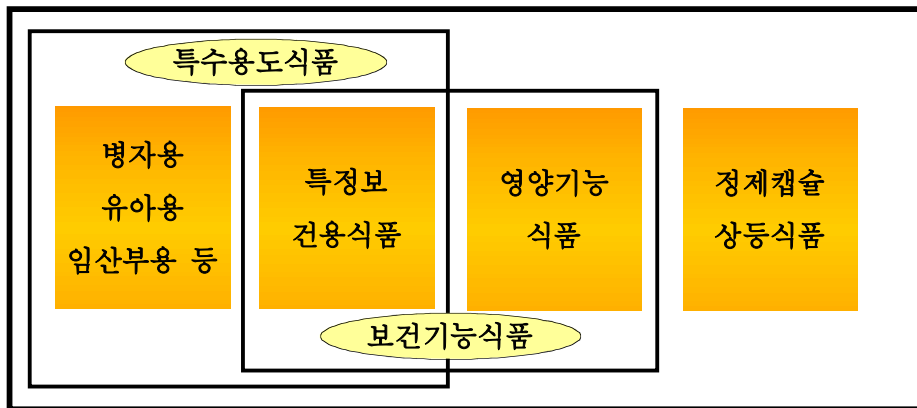 특수용도식품
병자용
유아용
임산부용 등
특정보
건용식품
영양기능
식품
정제캡슐
상등식품
보건기능식품